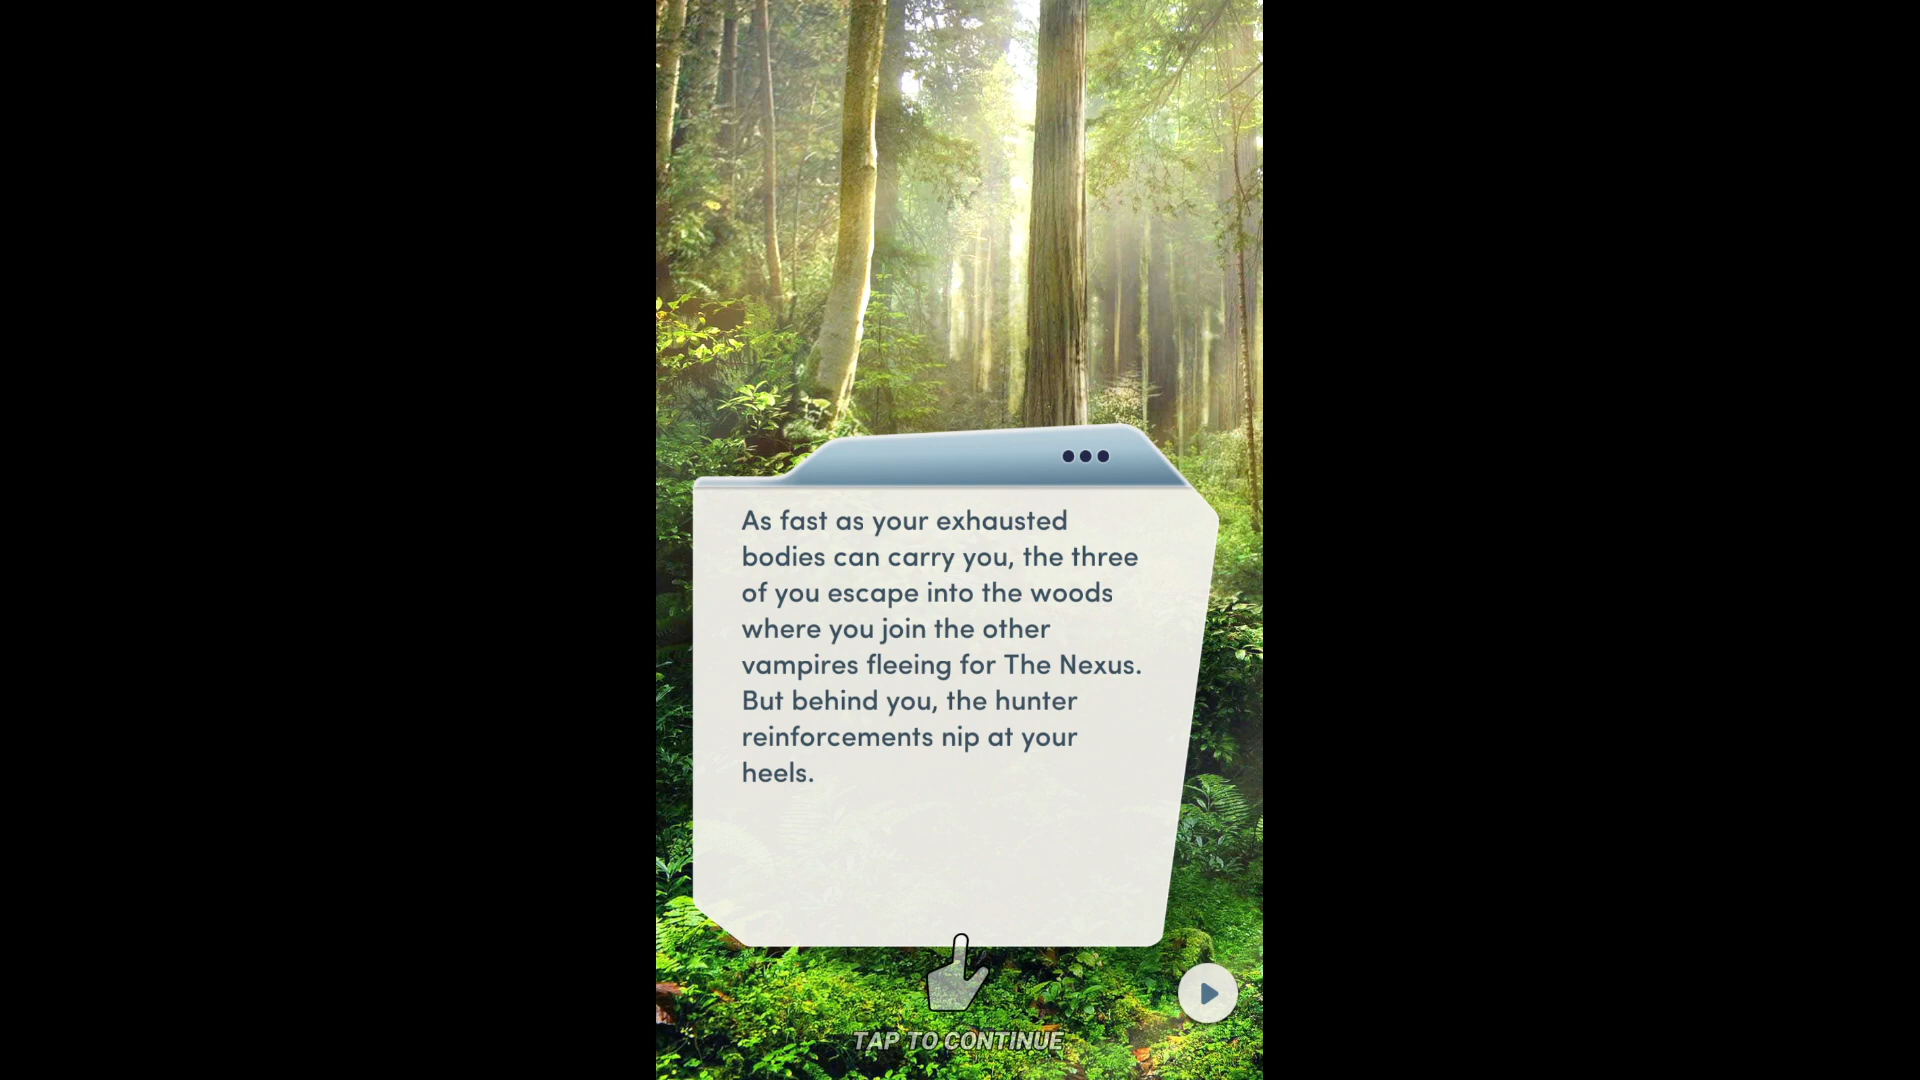 As fast as your exhausted
bodies can carry you, the three
of you escape into the woods
where you join the other
vampires fleeing for The Nexus.
But behind you, the hunter
reinforcements nip at your
heels.
TAP TO CONTINUE